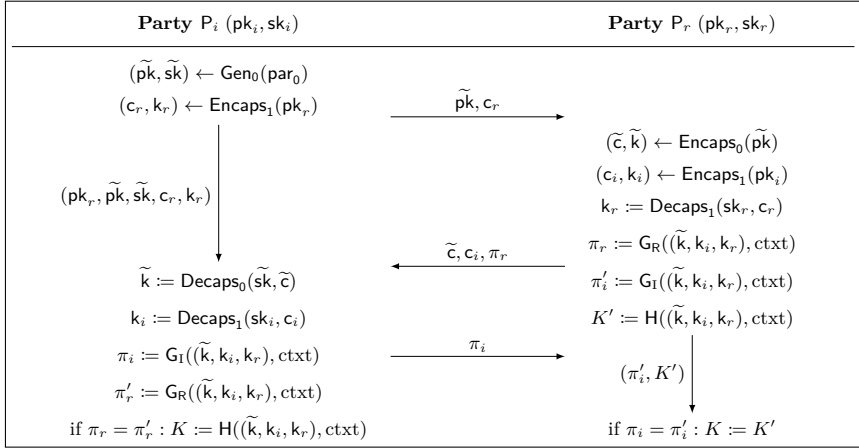 Party P_i (pk_i, sk_i)
Party P_r (pk_r, sk_r)
(p͠k, s͠k) ← Gen_0(par_0)
(c_r, k_r) ← Encaps_1(pk_r)
p͠k, c_r
(c̃, k̃) ← Encaps_0(p͠k)
(c_i, k_i) ← Encaps_1(pk_i)
(pk_r, p͠k, s͠k, c_r, k_r)
k_r := Decaps_1(sk_r, c_r)
π_r := G_R((k̃, k_i, k_r), ctxt)
c̃, c_i, π_r
k̃ := Decaps_0(s͠k, c̃)
π′_i := G_I((k̃, k_i, k_r), ctxt)
k_i := Decaps_1(sk_i, c_i)
K′ := H((k̃, k_i, k_r), ctxt)
π_i := G_I((k̃, k_i, k_r), ctxt)
π_i
(π′_i, K′)
π′_r := G_R((k̃, k_i, k_r), ctxt)
if π_r = π′_r : K := H((k̃, k_i, k_r), ctxt)
if π_i = π′_i : K := K′